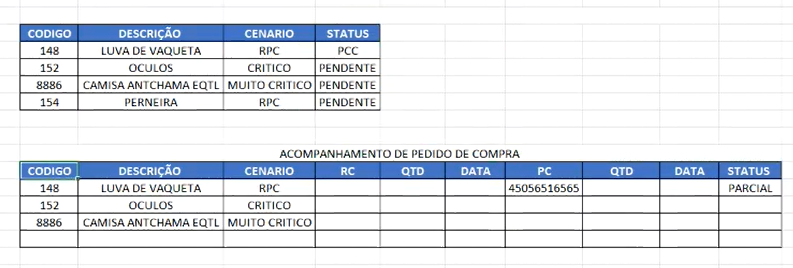 CODIGO DESCRIÇÃO CENARIO STATUS
148 LUVA DE VAQUETA RPC PCC
152 OCULOS CRITICO PENDENTE
8886 CAMISA ANTCHAMA EQTL MUITO CRITICO PENDENTE
154 PERNEIRA RPC PENDENTE
ACOMPANHAMENTO DE PEDIDO DE COMPRA
CODIGO DESCRIÇÃO CENARIO RC QTD DATA PC QTD DATA STATUS
148 LUVA DE VAQUETA RPC 45056516565 PARCIAL
152 OCULOS CRITICO
8886 CAMISA ANTCHAMA EQTL MUITO CRITICO